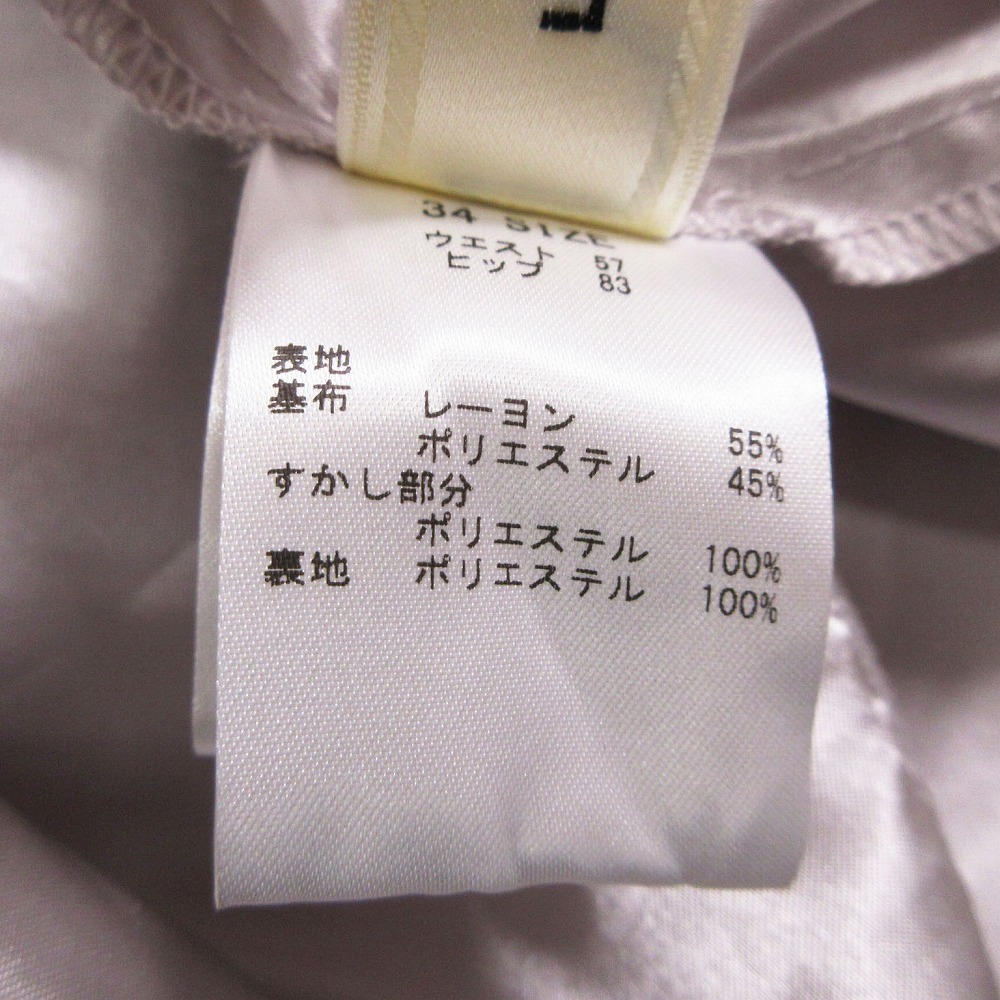 34 SIZE
ウエスト 57
ヒップ 83
表地
基布 レーヨン 55%
ポリエステル 45%
すかし部分
ポリエステル 100%
裏地 ポリエステル 100%